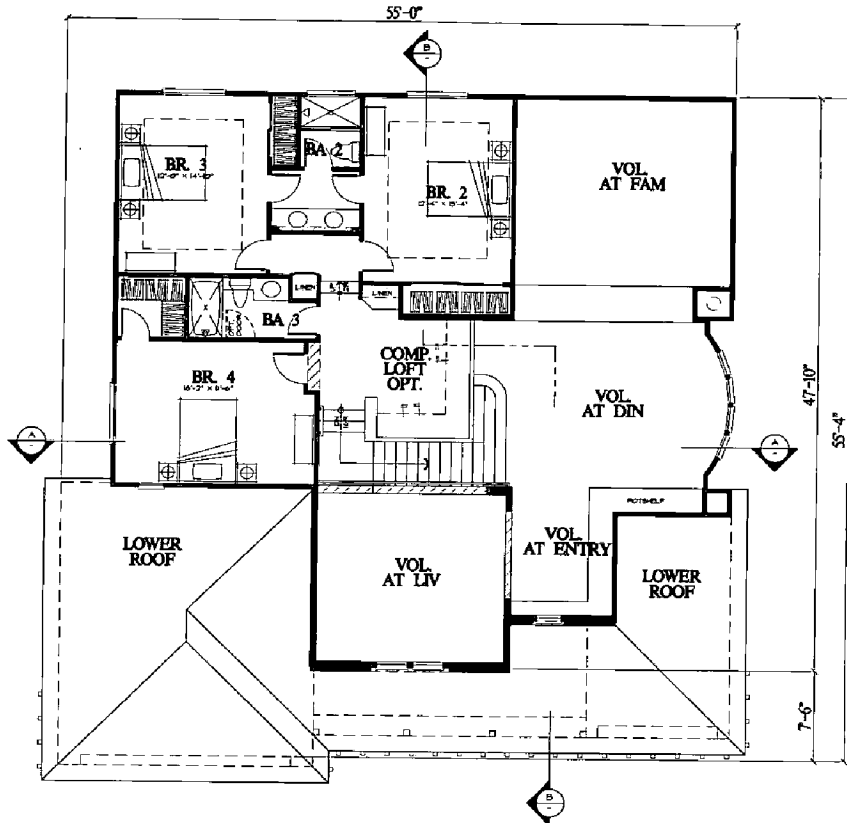 55'-0"
B
BR. 3
BA 2
BR. 2
VOL.
AT FAM
LINEN
LINEN
BA 3
COMP.
LOFT
OPT.
BR. 4
VOL.
AT DIN
47'-10"
55'-4"
A
A
POTSHELF
LOWER
ROOF
VOL.
AT LIV
VOL.
AT ENTRY
LOWER
ROOF
7'-6"
B